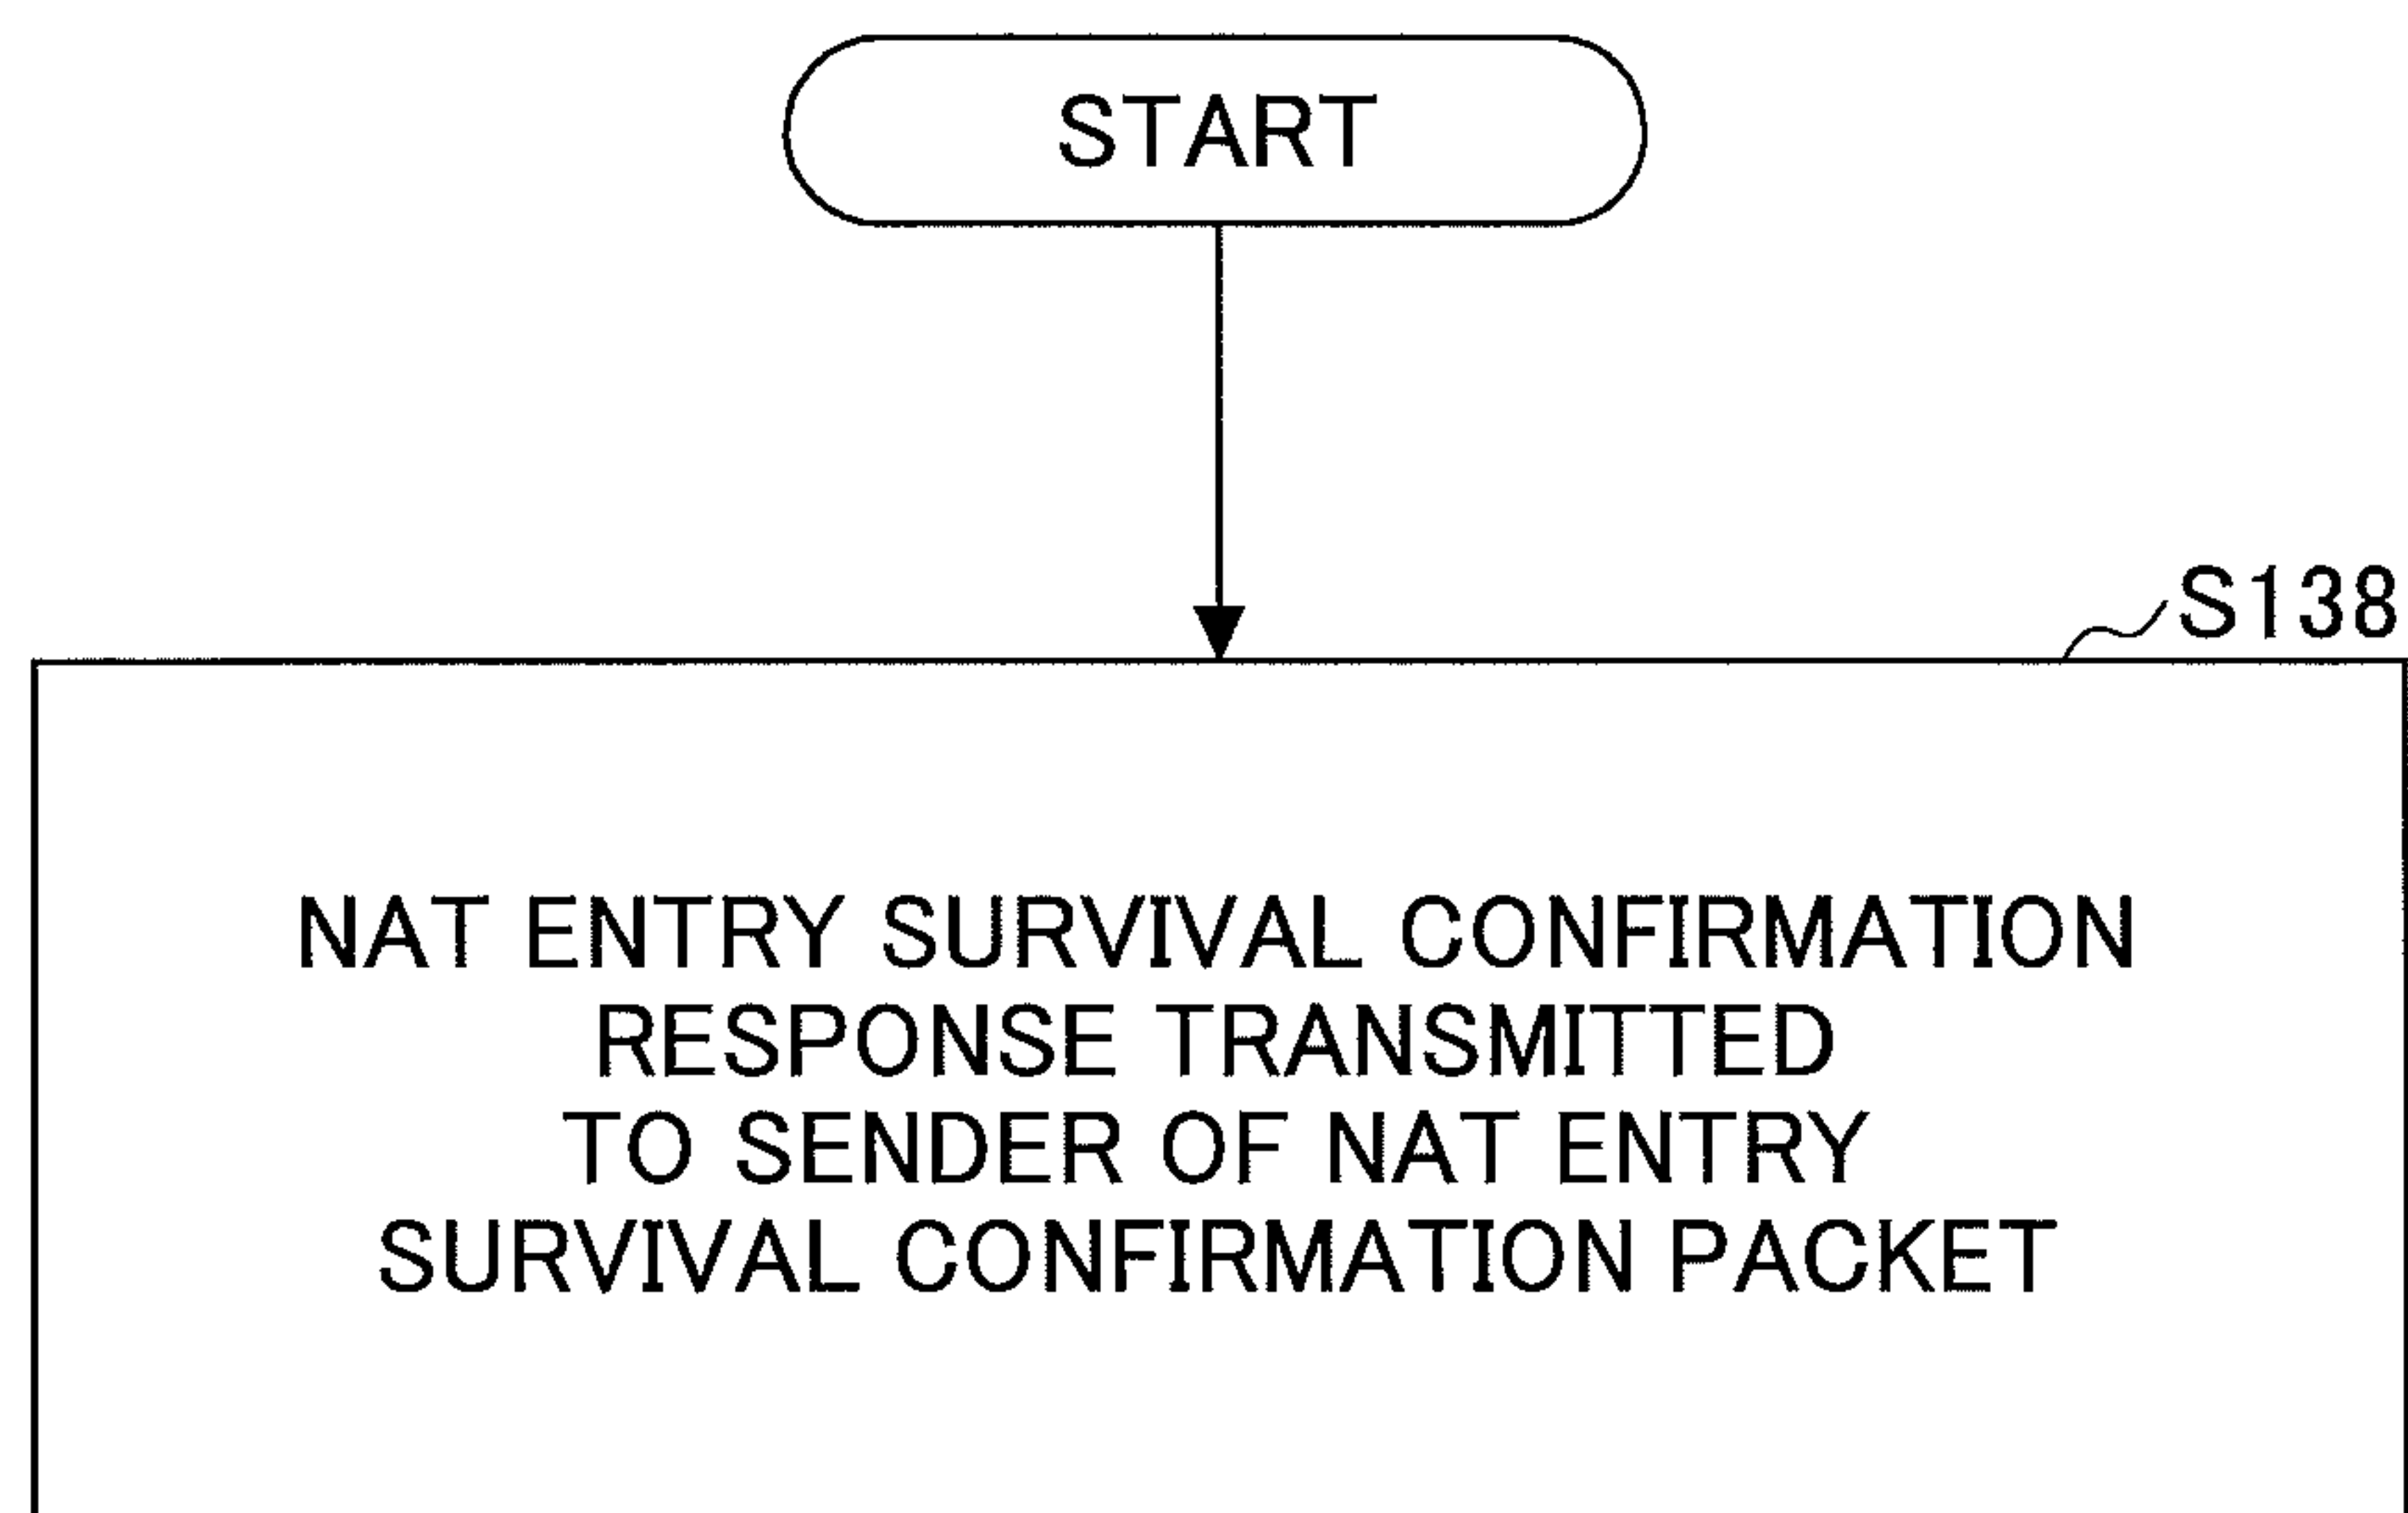 START
S138
NAT ENTRY SURVIVAL CONFIRMATION
RESPONSE TRANSMITTED
TO SENDER OF NAT ENTRY
SURVIVAL CONFIRMATION PACKET